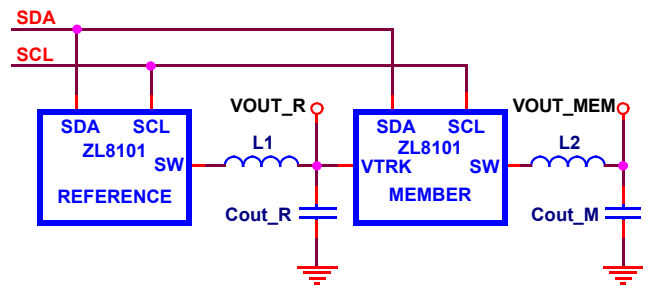 SDA
SCL
VOUT_R
VOUT_MEM
SDA SCL
ZL8101
SW
REFERENCE
L1
SDA SCL
ZL8101
VTRK SW
MEMBER
L2
Cout_R
Cout_M